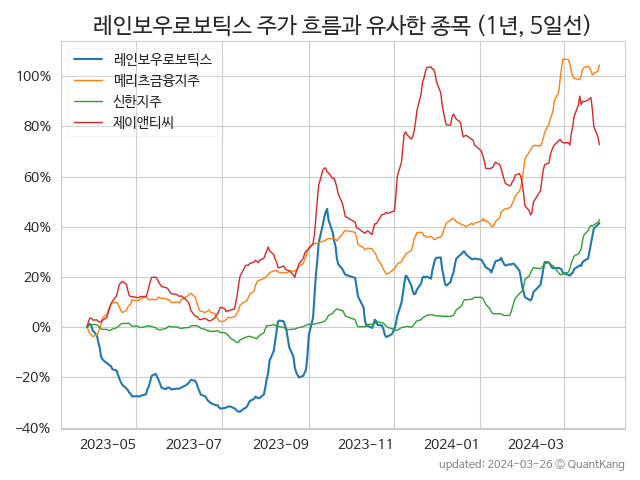 레인보우로보틱스 주가 흐름과 유사한 종목 (1년, 5일선)
레인보우로보틱스
메리츠금융지주
신한지주
제이앤티씨
100%
80%
60%
40%
20%
0%
−20%
−40%
2023-05
2023-07
2023-09
2023-11
2024-01
2024-03
updated: 2024-03-26 © QuantKang